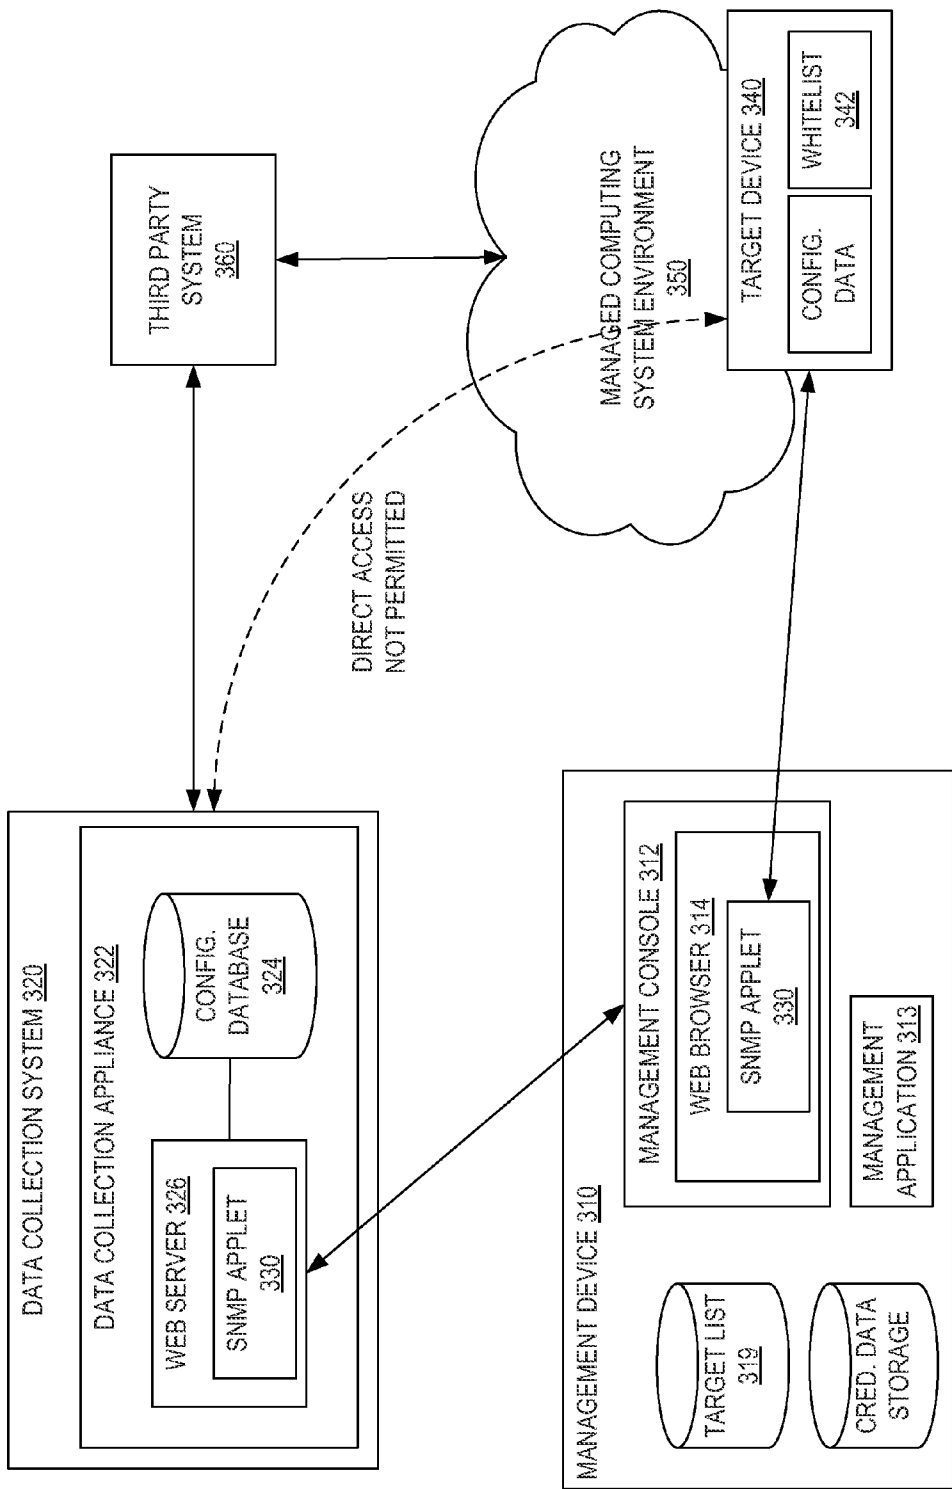 DATA COLLECTION SYSTEM 320
DATA COLLECTION APPLIANCE 322
WEB SERVER 326
SNMP APPLET
330
CONFIG.
DATABASE
324
THIRD PARTY
SYSTEM
360
DIRECT ACCESS
NOT PERMITTED
MANAGED COMPUTING
SYSTEM ENVIRONMENT
350
MANAGEMENT DEVICE 310
TARGET LIST
319
CRED. DATA
STORAGE
MANAGEMENT CONSOLE 312
WEB BROWSER 314
SNMP APPLET
330
MANAGEMENT
APPLICATION 313
TARGET DEVICE 340
CONFIG.
DATA
WHITELIST
342